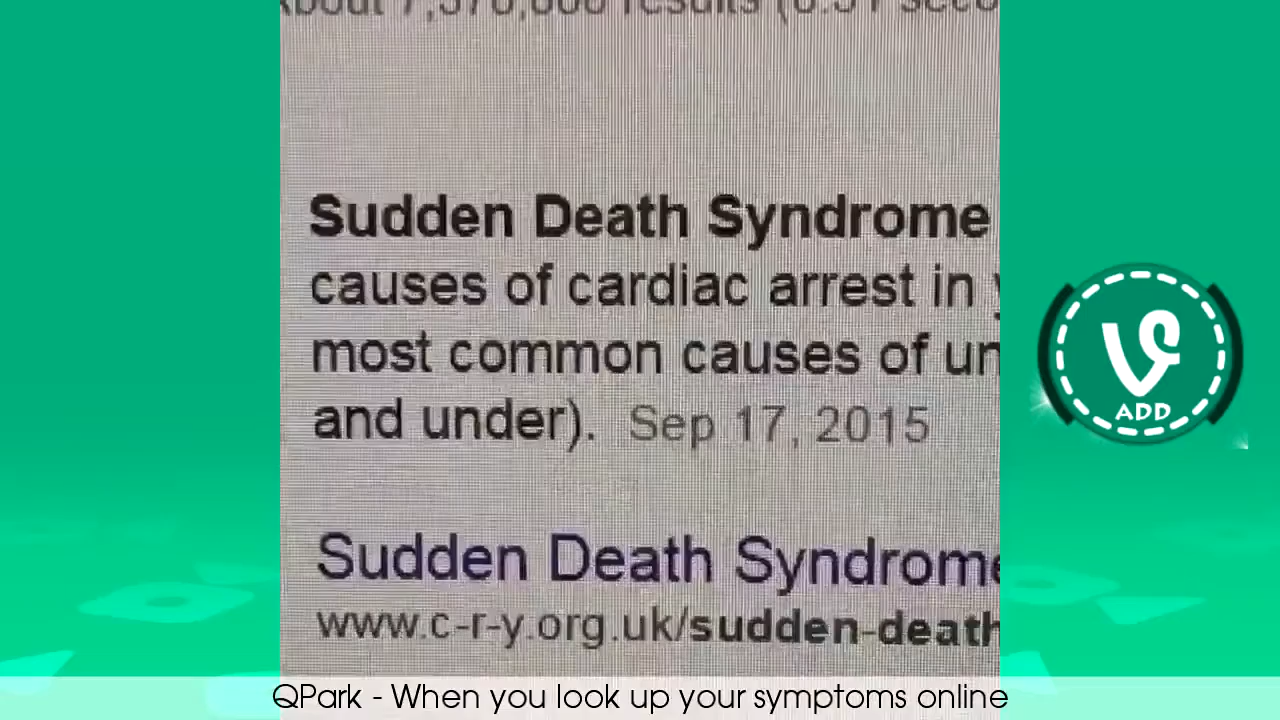 Sudden Death Syndrome
causes of cardiac arrest in
most common causes of un
and under). Sep 17, 2015
Sudden Death Syndrome
www.c-r-y.org.uk/sudden-death
ADD
QPark - When you look up your symptoms online